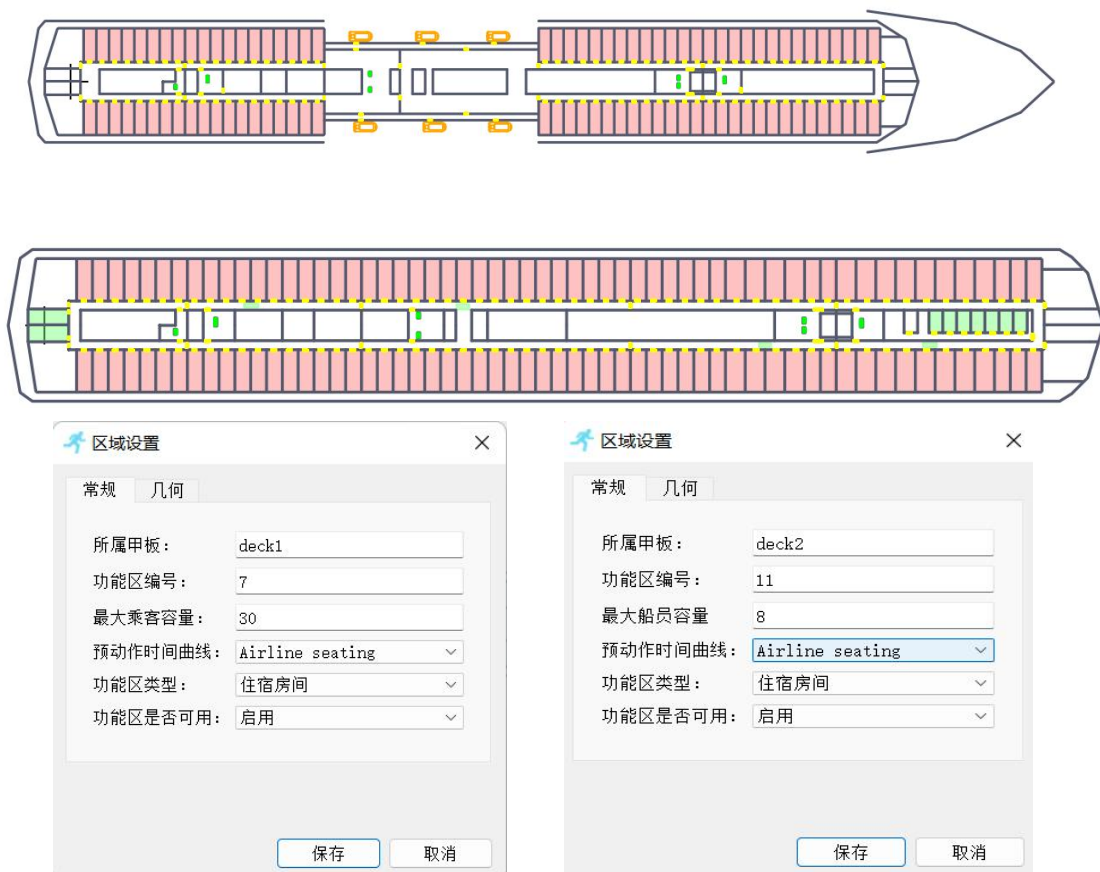 区域设置
常规 几何
所属甲板： deck1
功能区编号： 7
最大乘客容量： 30
预动作时间曲线： Airline seating
功能区类型： 住宿房间
功能区是否可用： 启用
保存 取消
区域设置
常规 几何
所属甲板： deck2
功能区编号： 11
最大船员容量 8
预动作时间曲线： Airline seating
功能区类型： 住宿房间
功能区是否可用： 启用
保存 取消